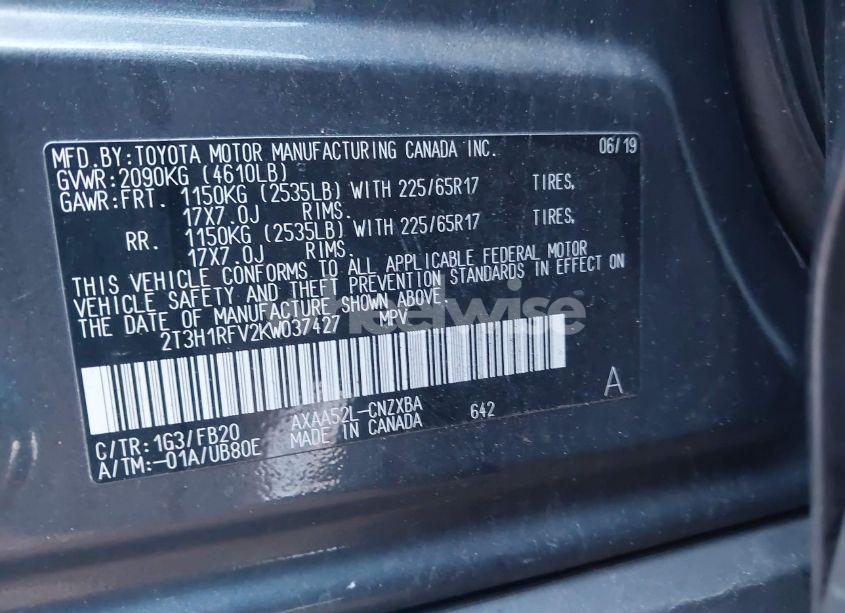 MFD.BY:TOYOTA MOTOR MANUFACTURING CANADA INC. 06/19
GVWR:2090KG (4610LB)
GAWR:FRT. 1150KG (2535LB) WITH 225/65R17 TIRES,
17X7.0J RIMS.
RR. 1150KG (2535LB) WITH 225/65R17 TIRES,
17X7.0J RIMS.
THIS VEHICLE CONFORMS TO ALL APPLICABLE FEDERAL MOTOR
VEHICLE SAFETY AND THEFT PREVENTION STANDARDS IN EFFECT ON
THE DATE OF MANUFACTURE SHOWN ABOVE.
2T3H1RFV2KW037427 MPV
A
C/TR:1G3/FB20 AXAA52L-CNZXBA 642
A/TM:-01A/UB80E MADE IN CANADA